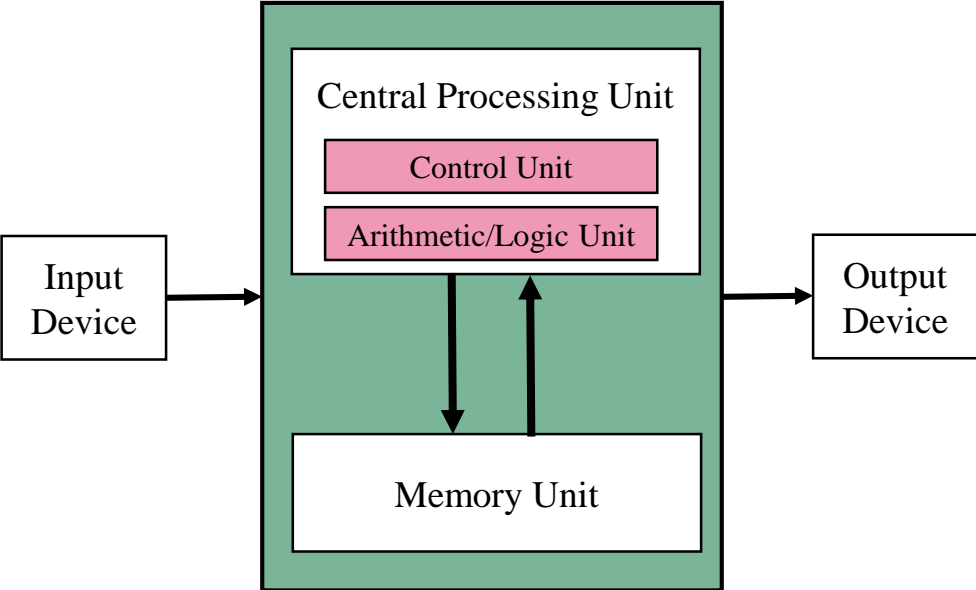 Central Processing Unit
Control Unit
Arithmetic/Logic Unit
Input
Device
Output
Device
Memory Unit